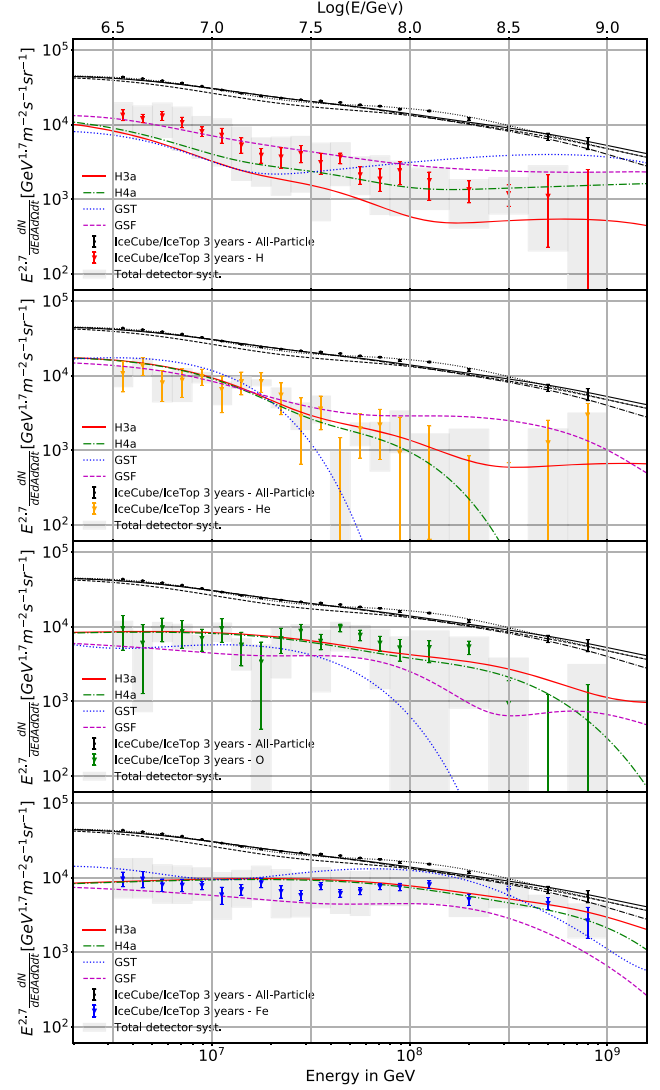 Log(E/GeV)
6.5 7.0 7.5 8.0 8.5 9.0
10^5
10^4
10^3
10^2
E^2.7 dN/dEdAdΩdt [GeV^1.7 m^−2 s^−1 sr^−1]
H3a
H4a
GST
GSF
IceCube/IceTop 3 years - All-Particle
IceCube/IceTop 3 years - H
Total detector syst.
10^5
10^4
10^3
10^2
E^2.7 dN/dEdAdΩdt [GeV^1.7 m^−2 s^−1 sr^−1]
H3a
H4a
GST
GSF
IceCube/IceTop 3 years - All-Particle
IceCube/IceTop 3 years - He
Total detector syst.
10^5
10^4
10^3
10^2
E^2.7 dN/dEdAdΩdt [GeV^1.7 m^−2 s^−1 sr^−1]
H3a
H4a
GST
GSF
IceCube/IceTop 3 years - All-Particle
IceCube/IceTop 3 years - O
Total detector syst.
10^5
10^4
10^3
10^2
E^2.7 dN/dEdAdΩdt [GeV^1.7 m^−2 s^−1 sr^−1]
H3a
H4a
GST
GSF
IceCube/IceTop 3 years - All-Particle
IceCube/IceTop 3 years - Fe
Total detector syst.
10^7 10^8 10^9
Energy in GeV